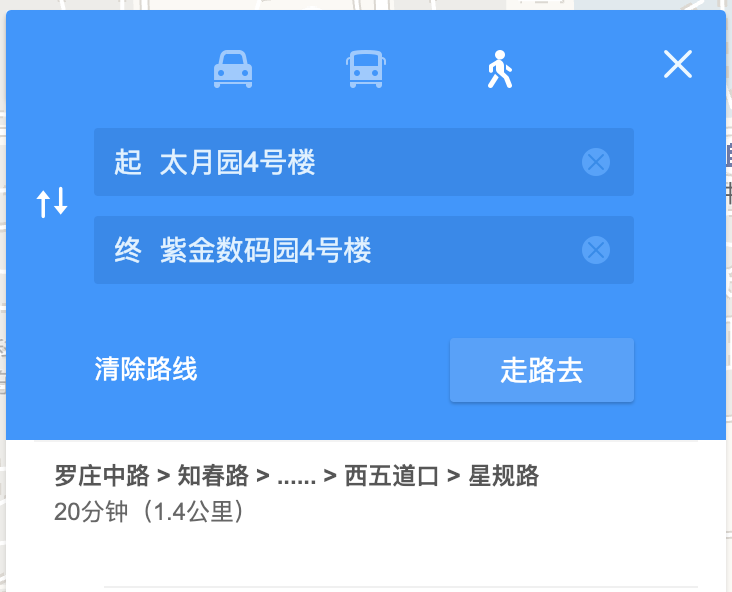 起 太月园4号楼
终 紫金数码园4号楼
清除路线
走路去
罗庄中路 > 知春路 > ...... > 西五道口 > 星规路
20分钟（1.4公里）